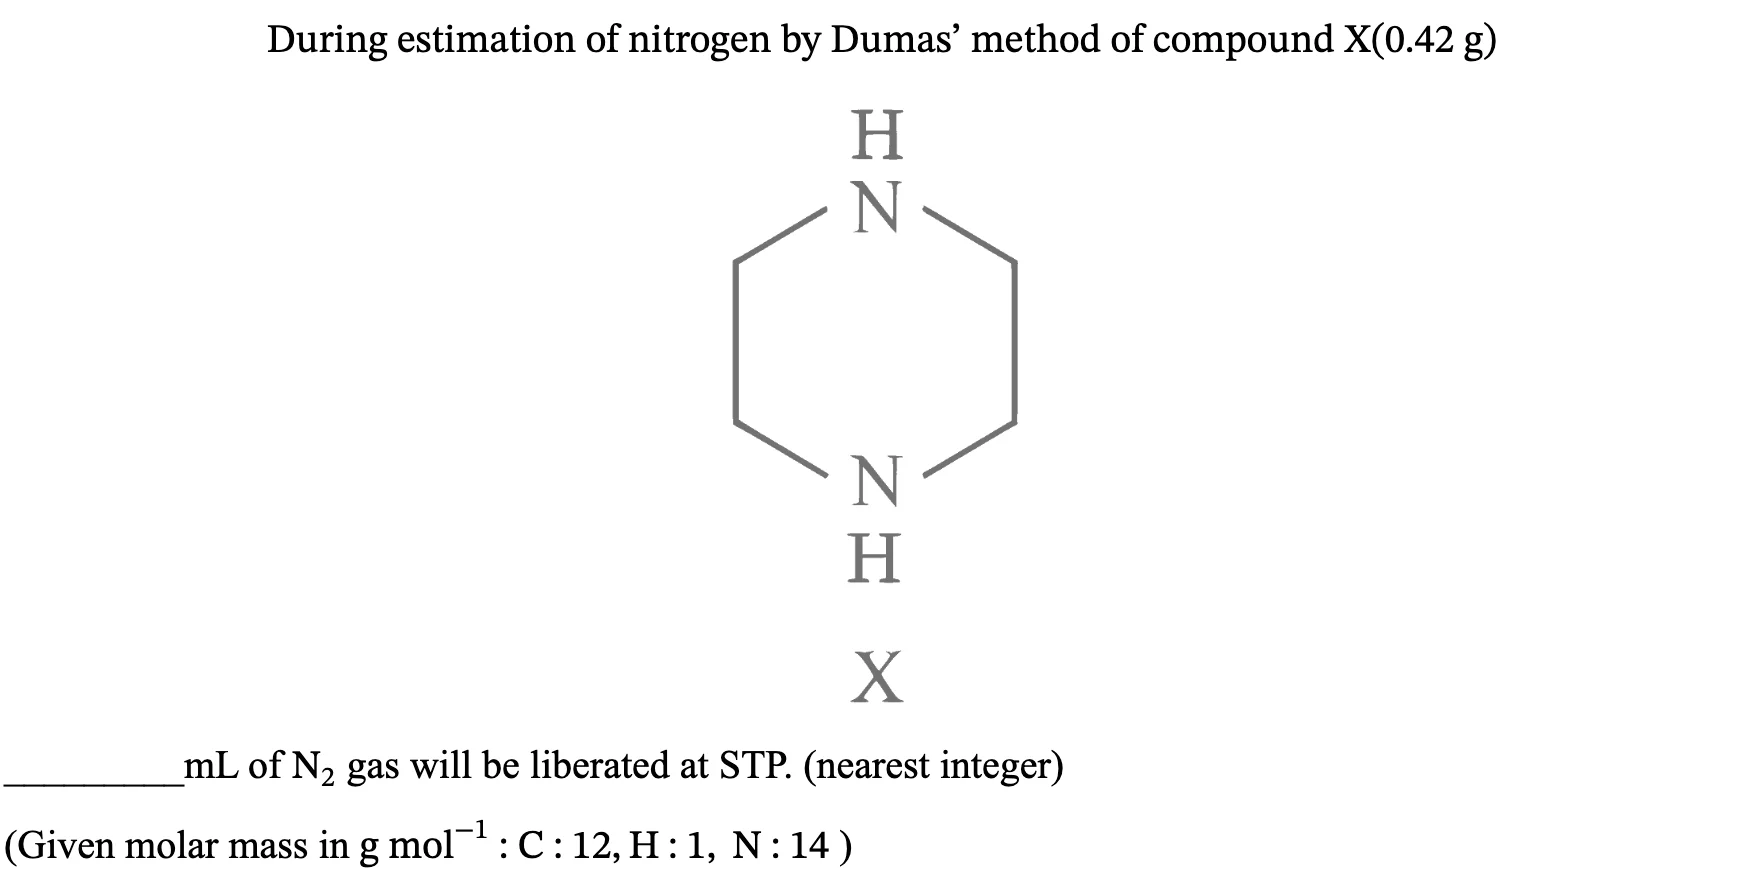 During estimation of nitrogen by Dumas’ method of compound X(0.42 g)
H
N
N
H
X
_________mL of N₂ gas will be liberated at STP. (nearest integer)
(Given molar mass in g mol⁻¹ : C : 12, H : 1, N : 14 )